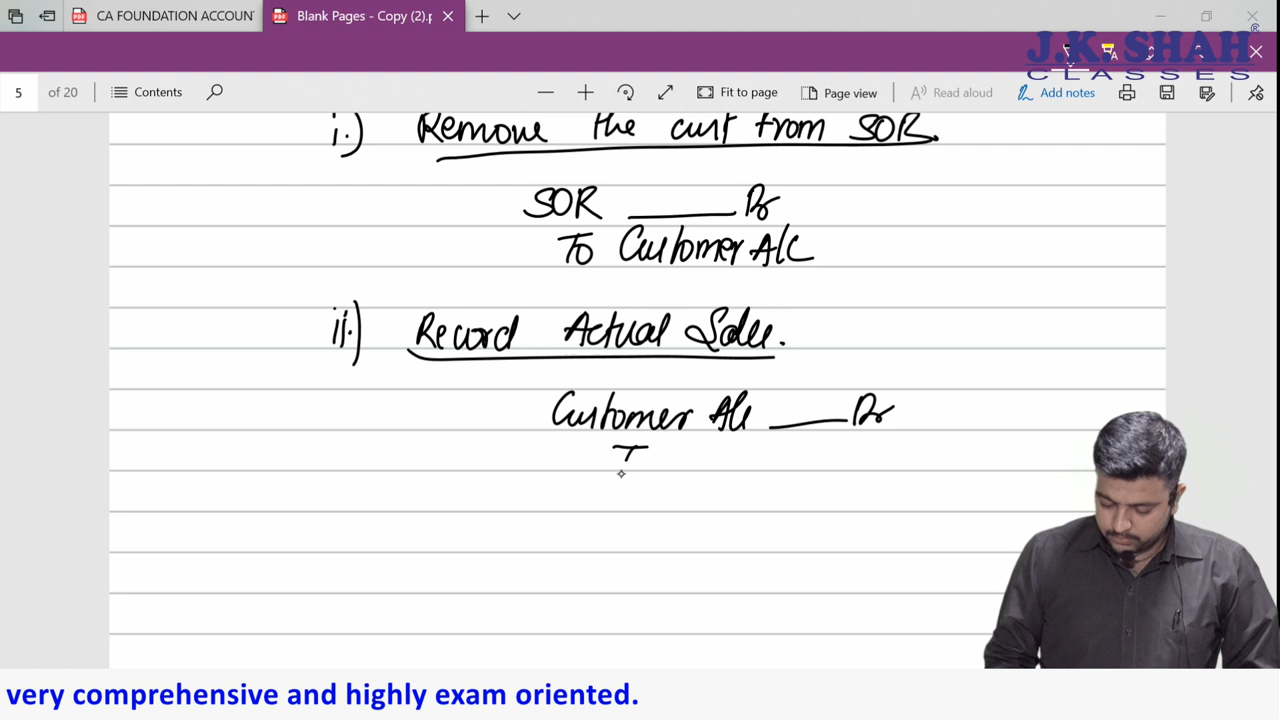 CA FOUNDATION ACCOUN
Blank Pages - Copy (2).p
J.K. SHAH®
CLASSES
5 of 20
Contents
Fit to page
Page view
Read aloud
Add notes
i.) Remove the cust from SOR.
SOR ____ Dr
To Customer A/C
ii.) Record Actual Sale.
Customer A/c ____ Dr
T
very comprehensive and highly exam oriented.